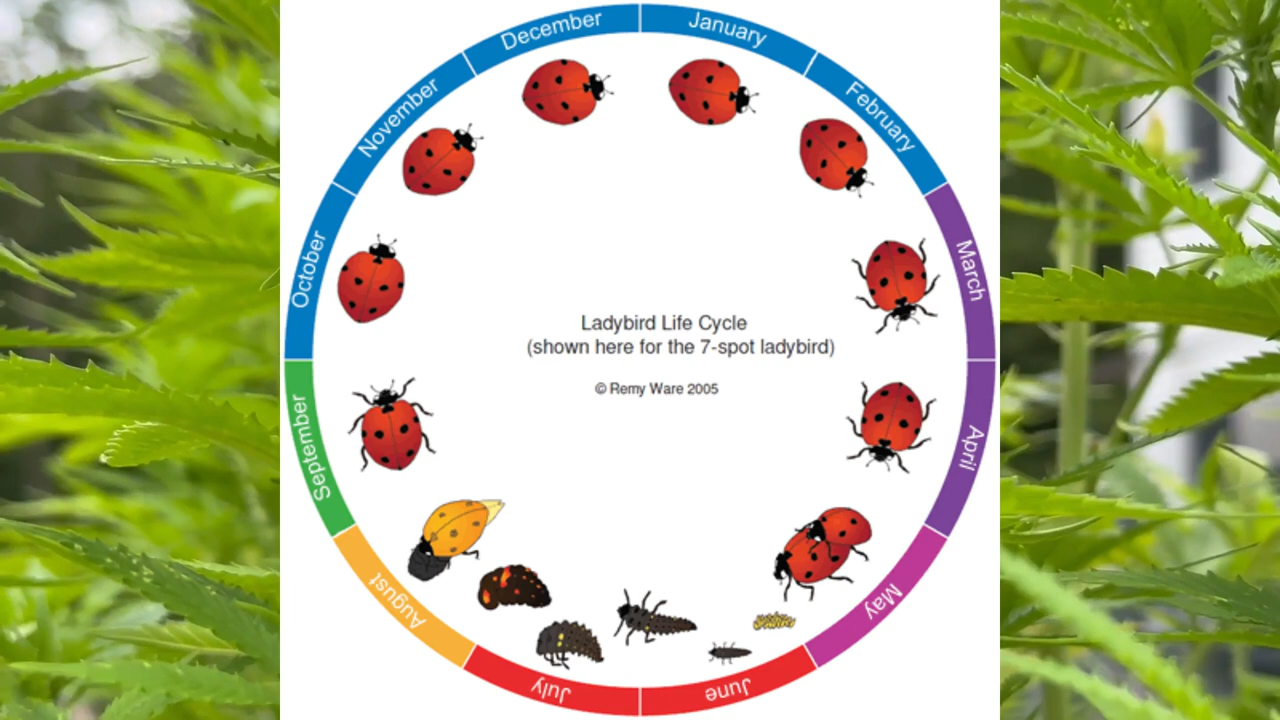 December
January
November
February
October
March
Ladybird Life Cycle
(shown here for the 7-spot ladybird)
© Remy Ware 2005
September
April
August
May
July
June